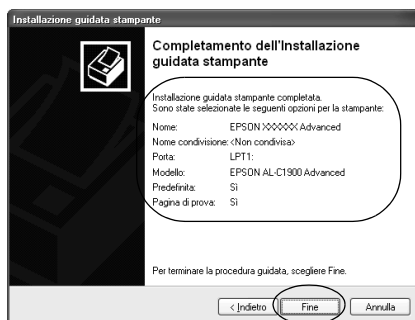 Installazione guidata stampante
Completamento dell'Installazione
guidata stampante
Installazione guidata stampante completata.
Sono state selezionate le seguenti opzioni per la stampante:
Nome: EPSON XXXXXX Advanced
Nome condivisione: <Non condivisa>
Porta: LPT1:
Modello: EPSON AL-C1900 Advanced
Predefinita: Sì
Pagina di prova: Sì
Per terminare la procedura guidata, scegliere Fine.
< Indietro Fine Annulla